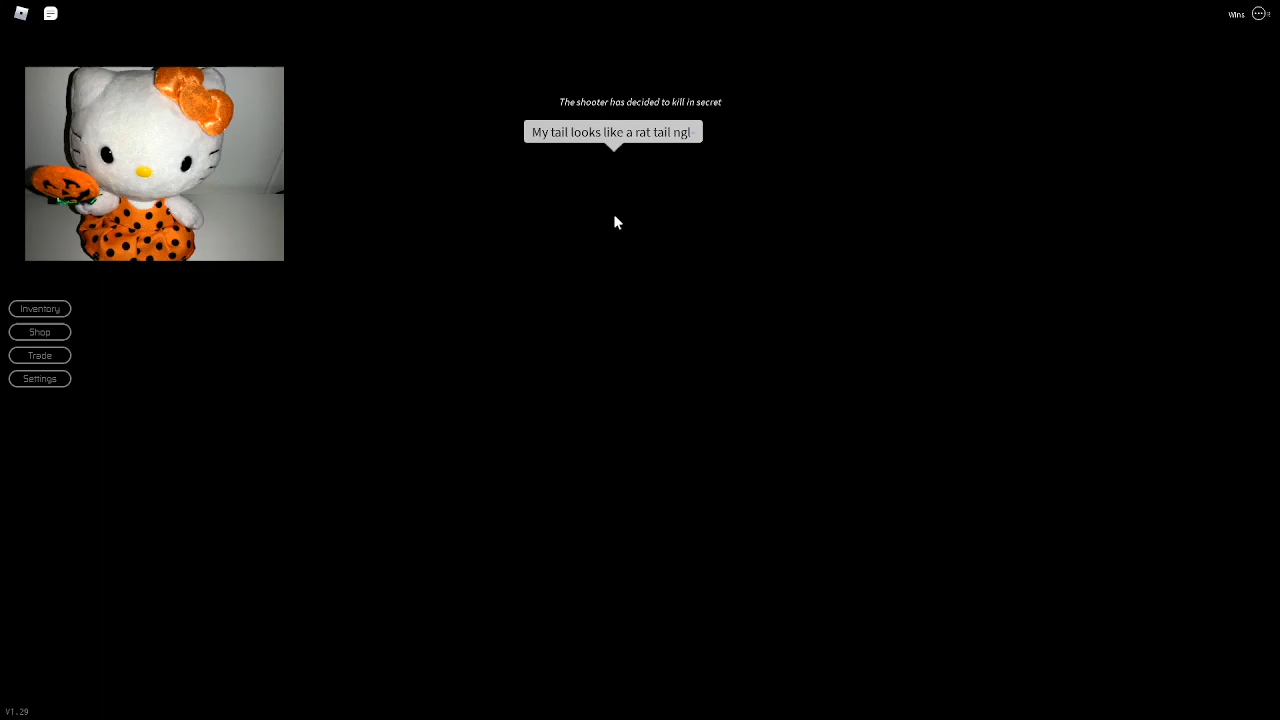 Wins
The shooter has decided to kill in secret
My tail looks like a rat tail ngl
Inventory
Shop
Trade
Settings
V1.29